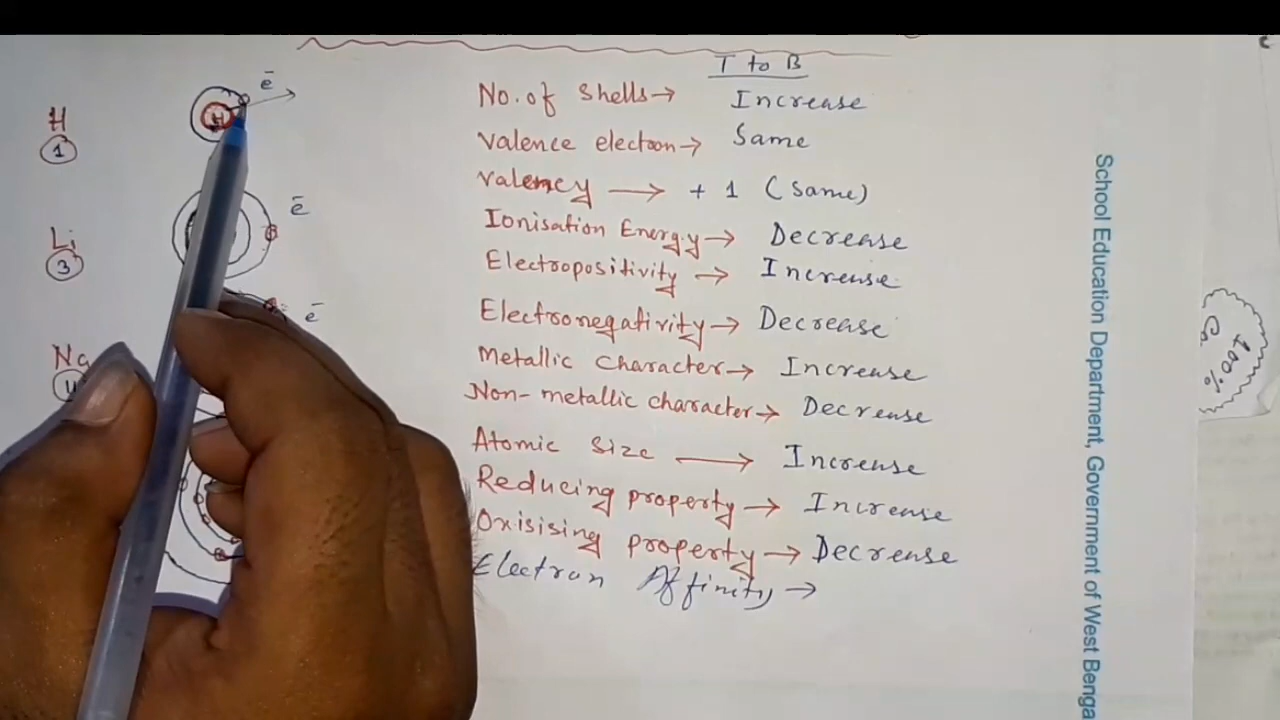 T to B
No. of Shells → Increase
Valence electron → Same
Valency → + 1 (Same)
Ionisation Energy → Decrease
Electropositivity → Increase
Electronegativity → Decrease
Metallic Character → Increase
Non-metallic character → Decrease
Atomic Size → Increase
Reducing property → Increase
Oxisising property → Decrease
Electron Affinity →
H
1
e⁻
H
Li
3
e⁻
Na
e⁻
School Education Department, Government of West Benga
100%